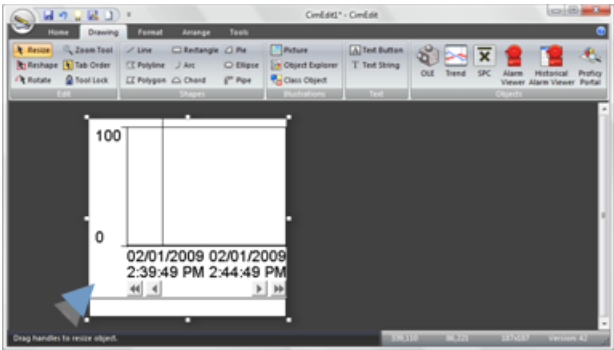 CimEdit1* - CimEdit
Home Drawing Format Arrange Tools
Resize Zoom Tool Line Rectangle Pie Picture Text Button
Reshape Tab Order Polyline Arc Ellipse Object Explorer Text String
Rotate Tool Lock Polygon Chord Pipe Class Object
OLE Trend SPC Alarm Viewer Historical Alarm Viewer Proficy Portal
Edit Shapes Illustrations Text Objects
100
0
02/01/2009 02/01/2009
2:39:49 PM 2:44:49 PM
Drag handles to resize object. 86,221 187x187 Version: 42